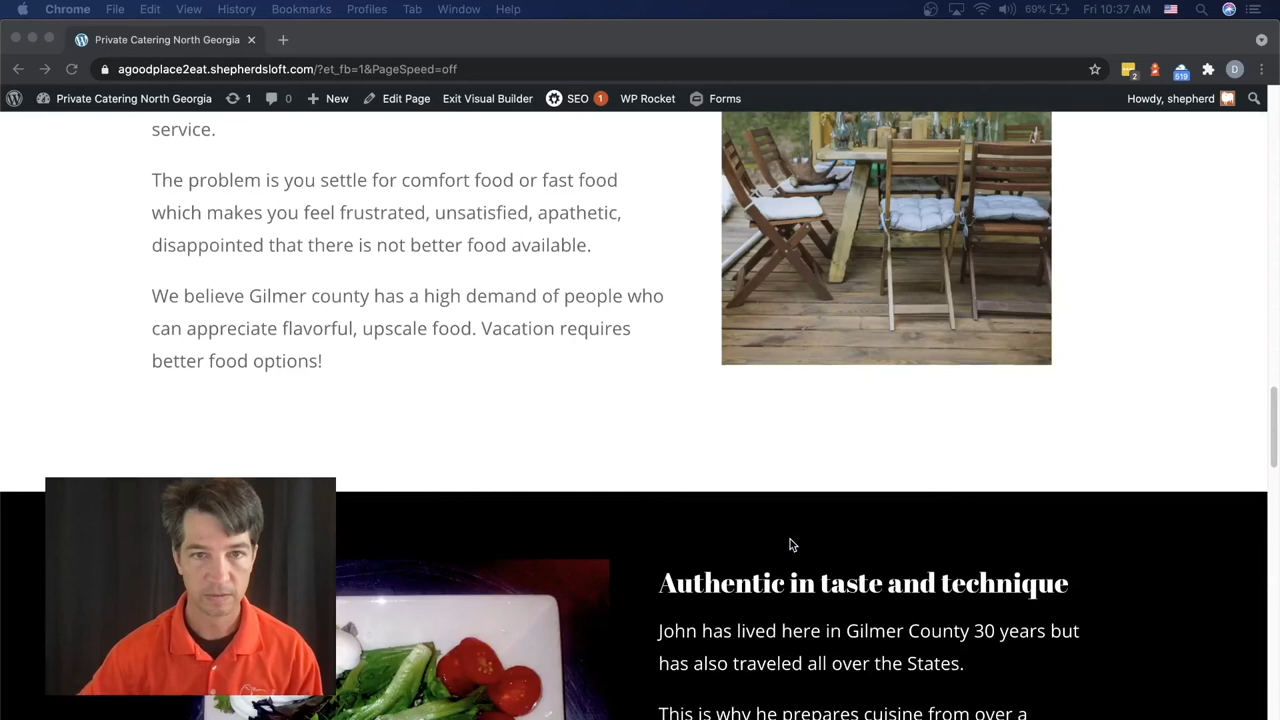 Chrome File Edit View History Bookmarks Profiles Tab Window Help 69% Fri 10:37 AM
Private Catering North Georgia
agoodplace2eat.shepherdsloft.com/?et_fb=1&PageSpeed=off 2 519 D
Private Catering North Georgia 1 0 New Edit Page Exit Visual Builder SEO 1 WP Rocket Forms Howdy, shepherd
service.
The problem is you settle for comfort food or fast food
which makes you feel frustrated, unsatisfied, apathetic,
disappointed that there is not better food available.
We believe Gilmer county has a high demand of people who
can appreciate flavorful, upscale food. Vacation requires
better food options!
Authentic in taste and technique
John has lived here in Gilmer County 30 years but
has also traveled all over the States.
This is why he prepares cuisine from over a